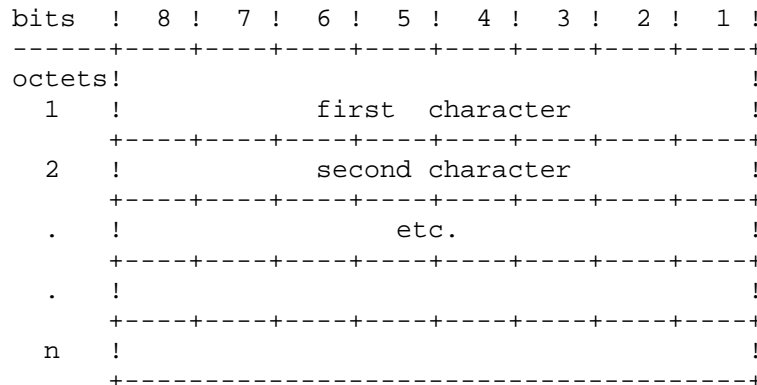 bits  !  8 !  7 !  6 !  5 !  4 !  3 !  2 !  1 !
------+----+----+----+----+----+----+----+----+
octets!                                       !
  1   !            first  character           !
      +----+----+----+----+----+----+----+----+
  2   !            second character           !
      +----+----+----+----+----+----+----+----+
  .   !                 etc.                  !
      +----+----+----+----+----+----+----+----+
  .   !                                       !
      +----+----+----+----+----+----+----+----+
  n   !                                       !
      +---------------------------------------+